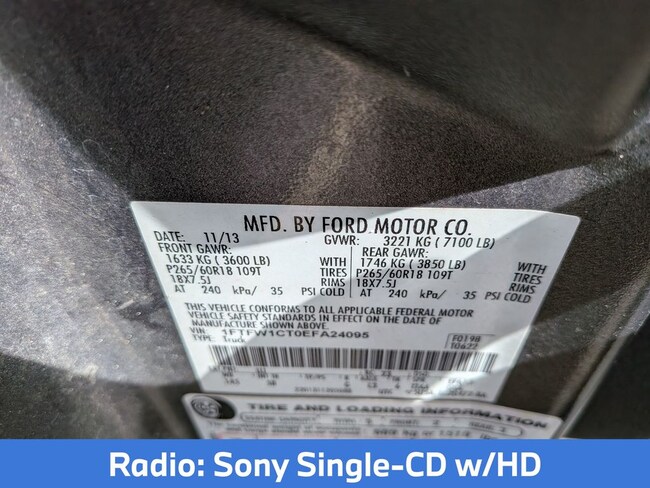 MFD. BY FORD MOTOR CO.
DATE: 11/13 GVWR: 3221 KG ( 7100 LB)
FRONT GAWR: REAR GAWR:
1633 KG ( 3600 LB) WITH 1746 KG ( 3850 LB) WITH
P265/60R18 109T TIRES P265/60R18 109T TIRES
18X7.5J RIMS 18X7.5J RIMS
AT 240 kPa/ 35 PSI COLD AT 240 kPa/ 35 PSI COLD
THIS VEHICLE CONFORMS TO ALL APPLICABLE FEDERAL MOTOR
VEHICLE SAFETY STANDARDS IN EFFECT ON THE DATE OF MANUFACTURE
VIN: 1FTFW1CT0EFA24095 F0198
TYPE: Truck T0622
TIRE AND LOADING INFORMATION
Radio: Sony Single-CD w/HD